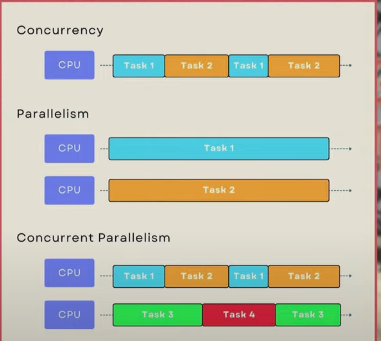 Concurrency
CPU Task 1 Task 2 Task 1 Task 2
Parallelism
CPU Task 1
CPU Task 2
Concurrent Parallelism
CPU Task 1 Task 2 Task 1 Task 2
CPU Task 3 Task 4 Task 3